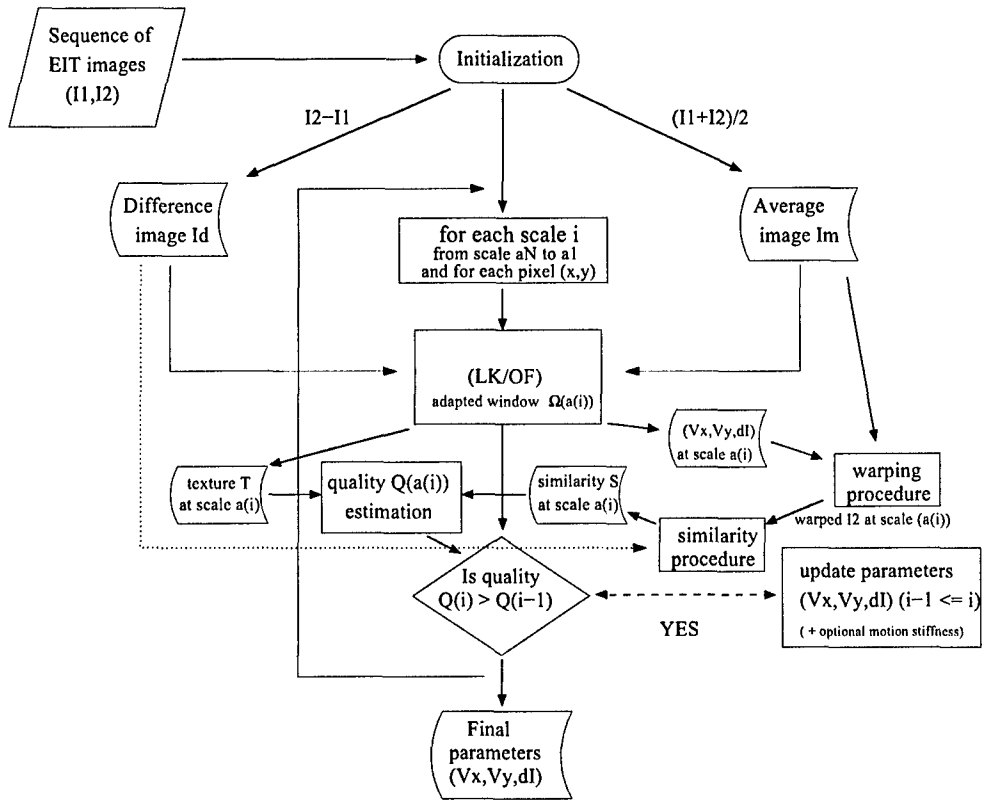 Sequence of
EIT images
(I1,I2)
Initialization
I2−I1
(I1+I2)/2
Difference
image Id
Average
image Im
for each scale i
from scale aN to a1
and for each pixel (x,y)
(LK/OF)
adapted window Ω(a(i))
(Vx,Vy,dI)
at scale a(i)
texture T
at scale a(i)
quality Q(a(i))
estimation
similarity S
at scale a(i)
warping
procedure
warped I2 at scale (a(i))
similarity
procedure
Is quality
Q(i) > Q(i−1)
YES
update parameters
(Vx,Vy,dI) (i−1 <= i)
( + optional motion stiffness)
Final
parameters
(Vx,Vy,dI)